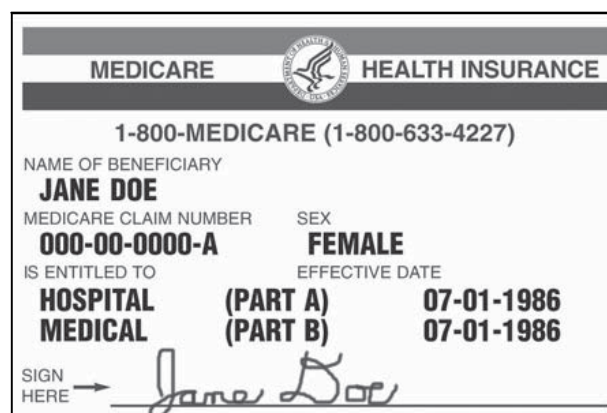 MEDICARE HEALTH INSURANCE
1-800-MEDICARE (1-800-633-4227)
NAME OF BENEFICIARY
JANE DOE
MEDICARE CLAIM NUMBER SEX
000-00-0000-A FEMALE
IS ENTITLED TO EFFECTIVE DATE
HOSPITAL (PART A) 07-01-1986
MEDICAL (PART B) 07-01-1986
SIGN
HERE Jane Doe